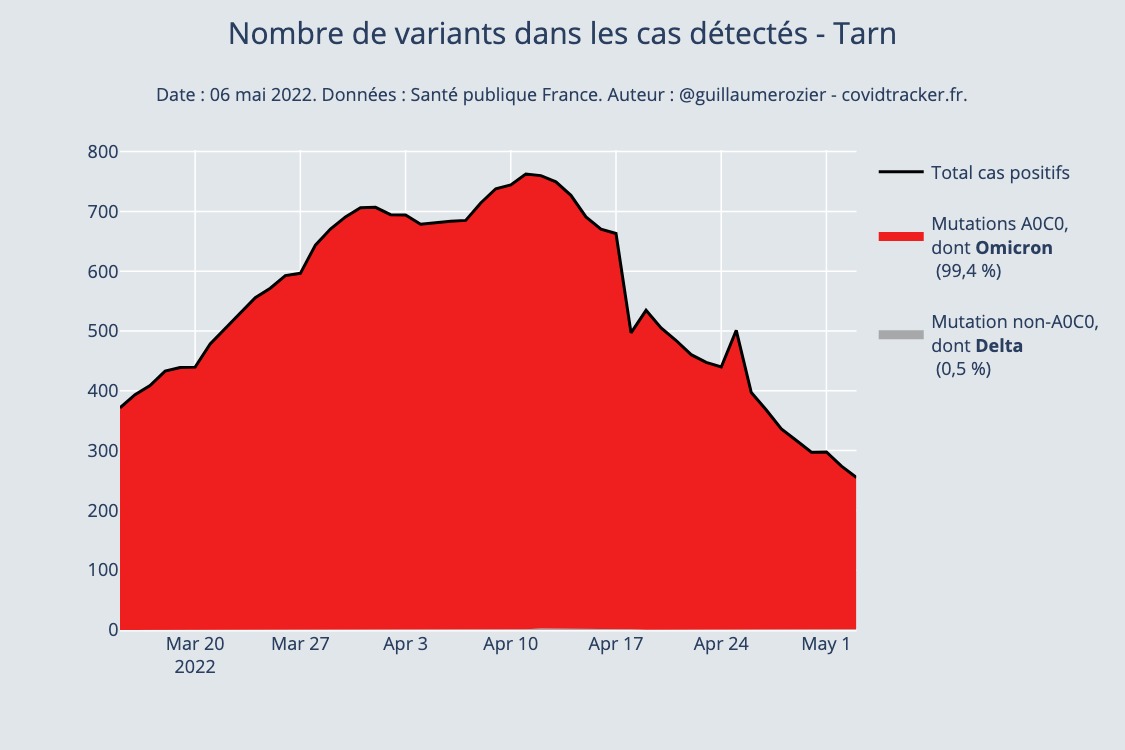 Nombre de variants dans les cas détectés - Tarn
Date : 06 mai 2022. Données : Santé publique France. Auteur : @guillaumerozier - covidtracker.fr.
800
700
600
500
400
300
200
100
0
Mar 20
2022
Mar 27
Apr 3
Apr 10
Apr 17
Apr 24
May 1
Total cas positifs
Mutations A0C0,
dont Omicron
(99,4 %)
Mutation non-A0C0,
dont Delta
(0,5 %)